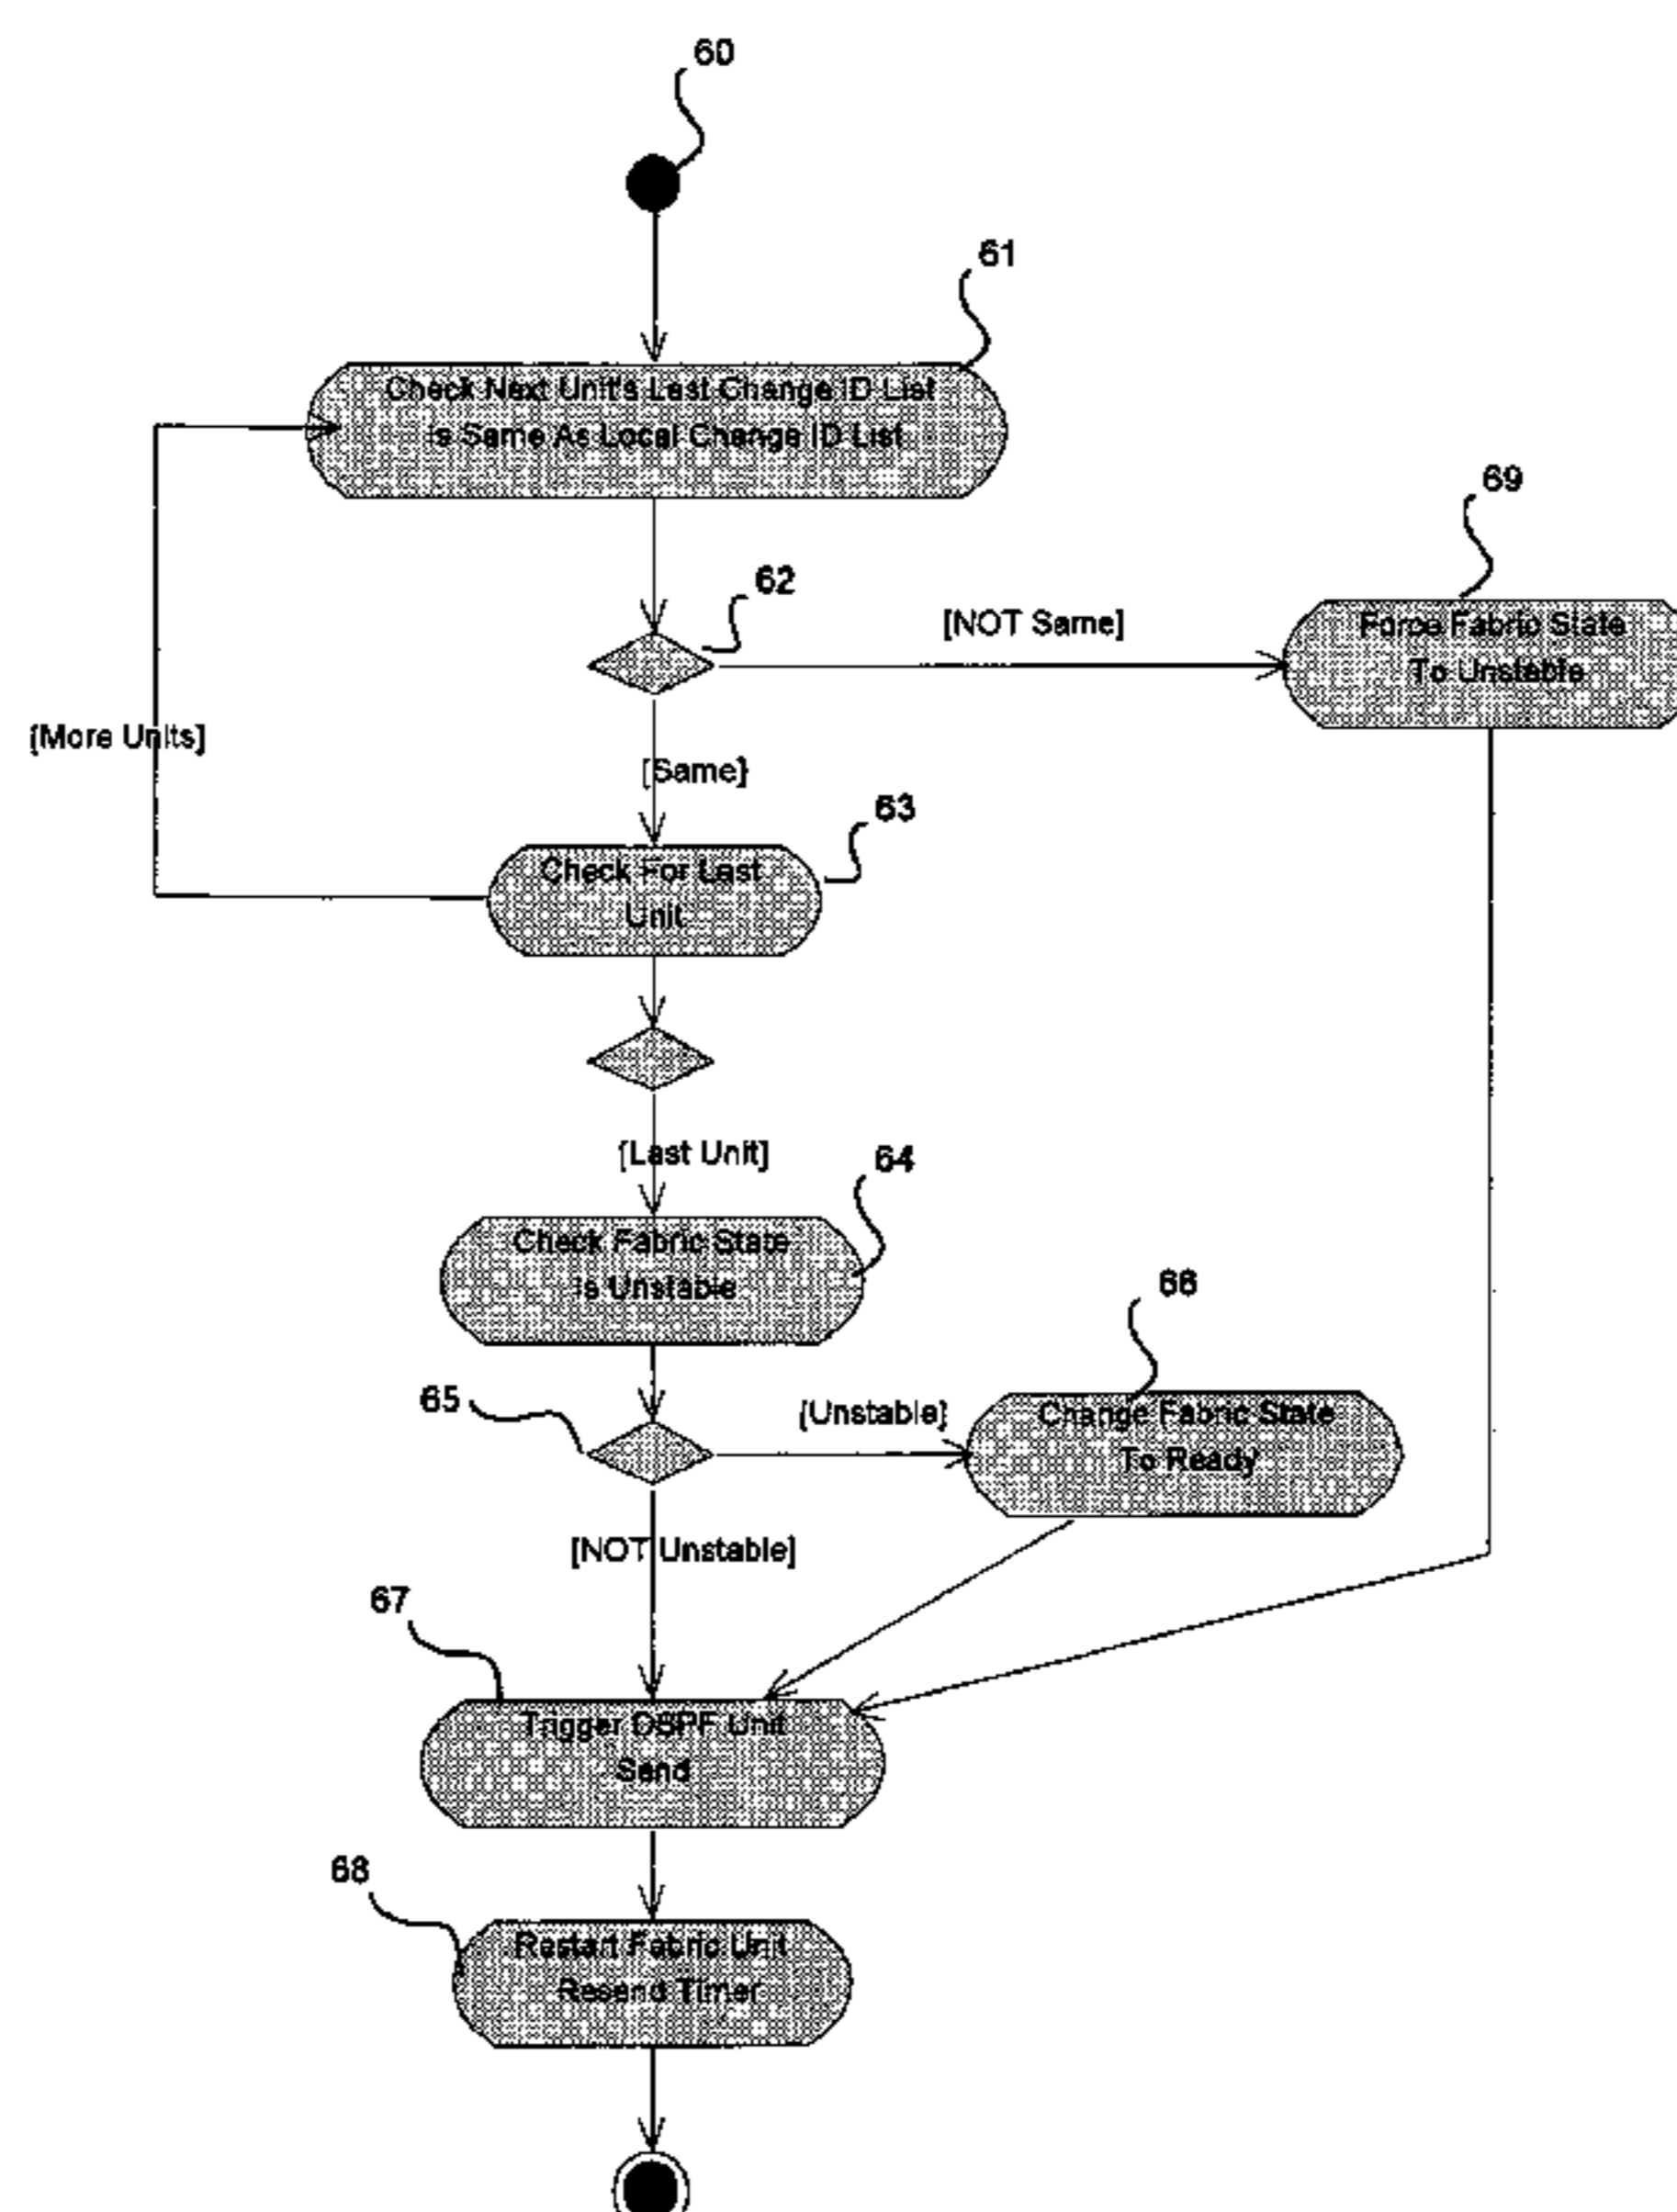 60
61
Check Next Unit's Last Change ID List
Is Same As Local Change ID List
69
62
[NOT Same]
Force Fabric State
To Unstable
[More Units]
[Same]
63
Check For Last
Unit
[Last Unit]
64
Check Fabric State
Is Unstable
66
65
[Unstable]
Change Fabric State
To Ready
[NOT Unstable]
67
Trigger OSPF Unit
Send
68
Restart Fabric Unit
Resend Timer